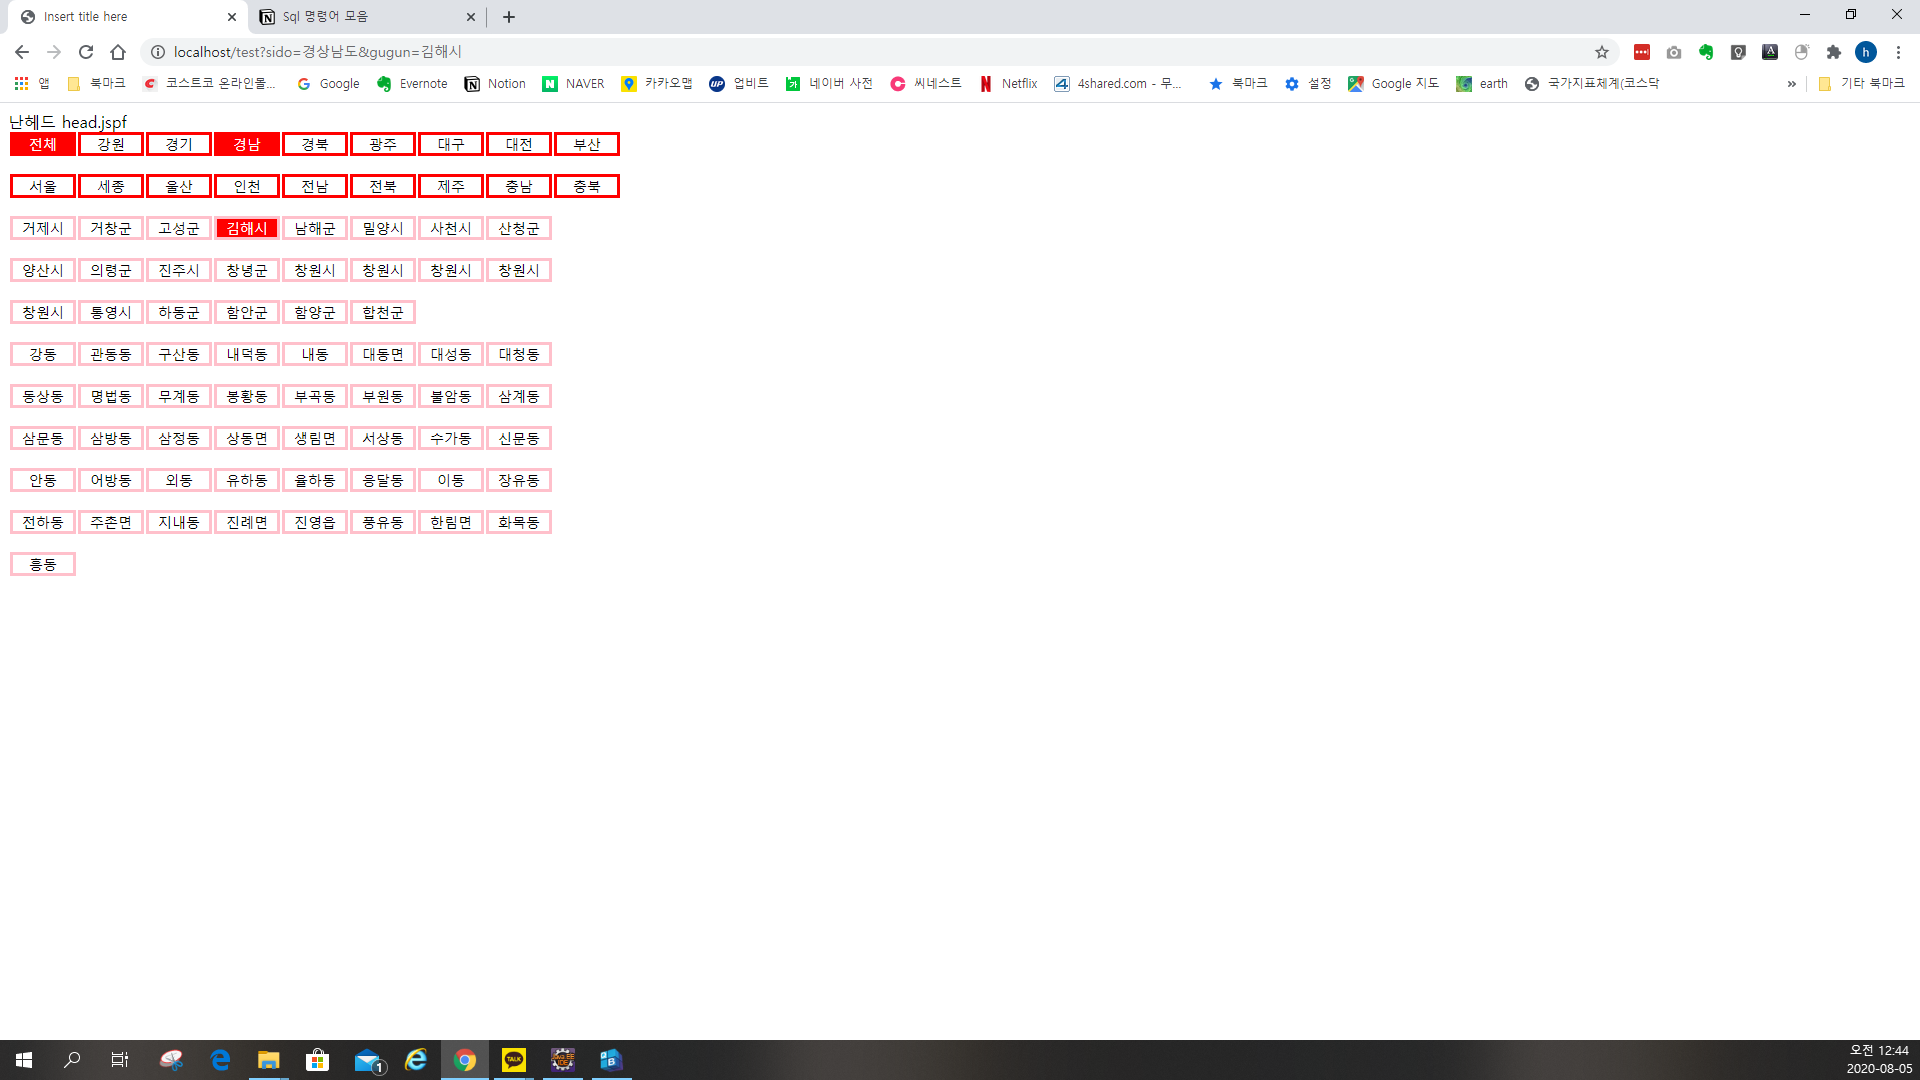 Insert title here
Sql 명령어 모음
localhost/test?sido=경상남도&gugun=김해시
h
앱 북마크 코스트코 온라인몰... Google Evernote Notion NAVER 카카오맵 업비트 네이버 사전 씨네스트 Netflix 4shared.com - 무... 북마크 설정 Google 지도 earth 국가지표체계(코스닥 » 기타 북마크
난헤드 head.jspf
전체 강원 경기 경남 경북 광주 대구 대전 부산
서울 세종 울산 인천 전남 전북 제주 충남 충북
거제시 거창군 고성군 김해시 남해군 밀양시 사천시 산청군
양산시 의령군 진주시 창녕군 창원시 창원시 창원시 창원시
창원시 통영시 하동군 함안군 함양군 합천군
강동 관동동 구산동 내덕동 내동 대동면 대성동 대청동
동상동 명법동 무계동 봉황동 부곡동 부원동 불암동 삼계동
삼문동 삼방동 삼정동 상동면 생림면 서상동 수가동 신문동
안동 어방동 외동 유하동 율하동 응달동 이동 장유동
전하동 주촌면 지내동 진례면 진영읍 풍유동 한림면 화목동
흥동
1
TALK
오전 12:44
2020-08-05